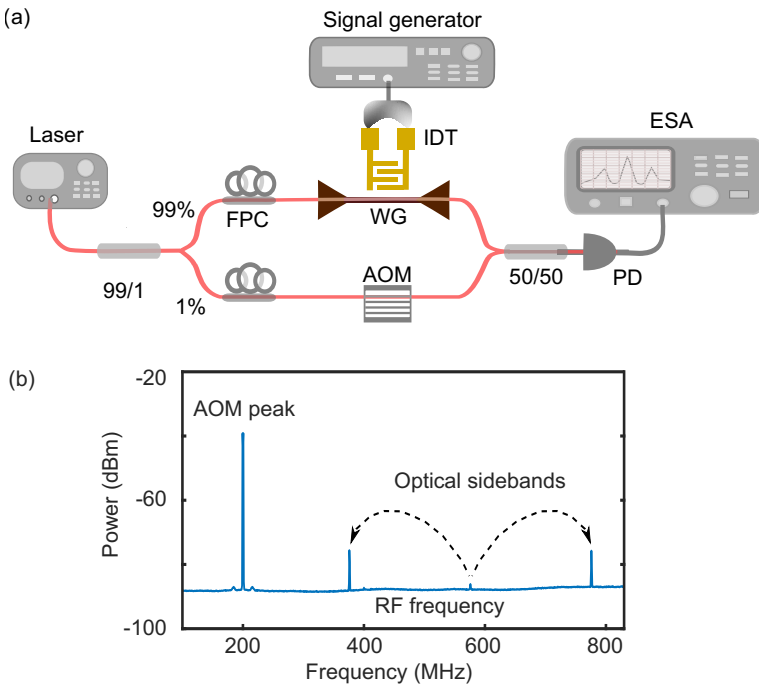 (a)
Signal generator
Laser
IDT
ESA
99%
FPC
WG
99/1
1%
AOM
50/50
PD
(b)
-20
AOM peak
Optical sidebands
-60
RF frequency
-100
200
400
600
800
Power (dBm)
Frequency (MHz)